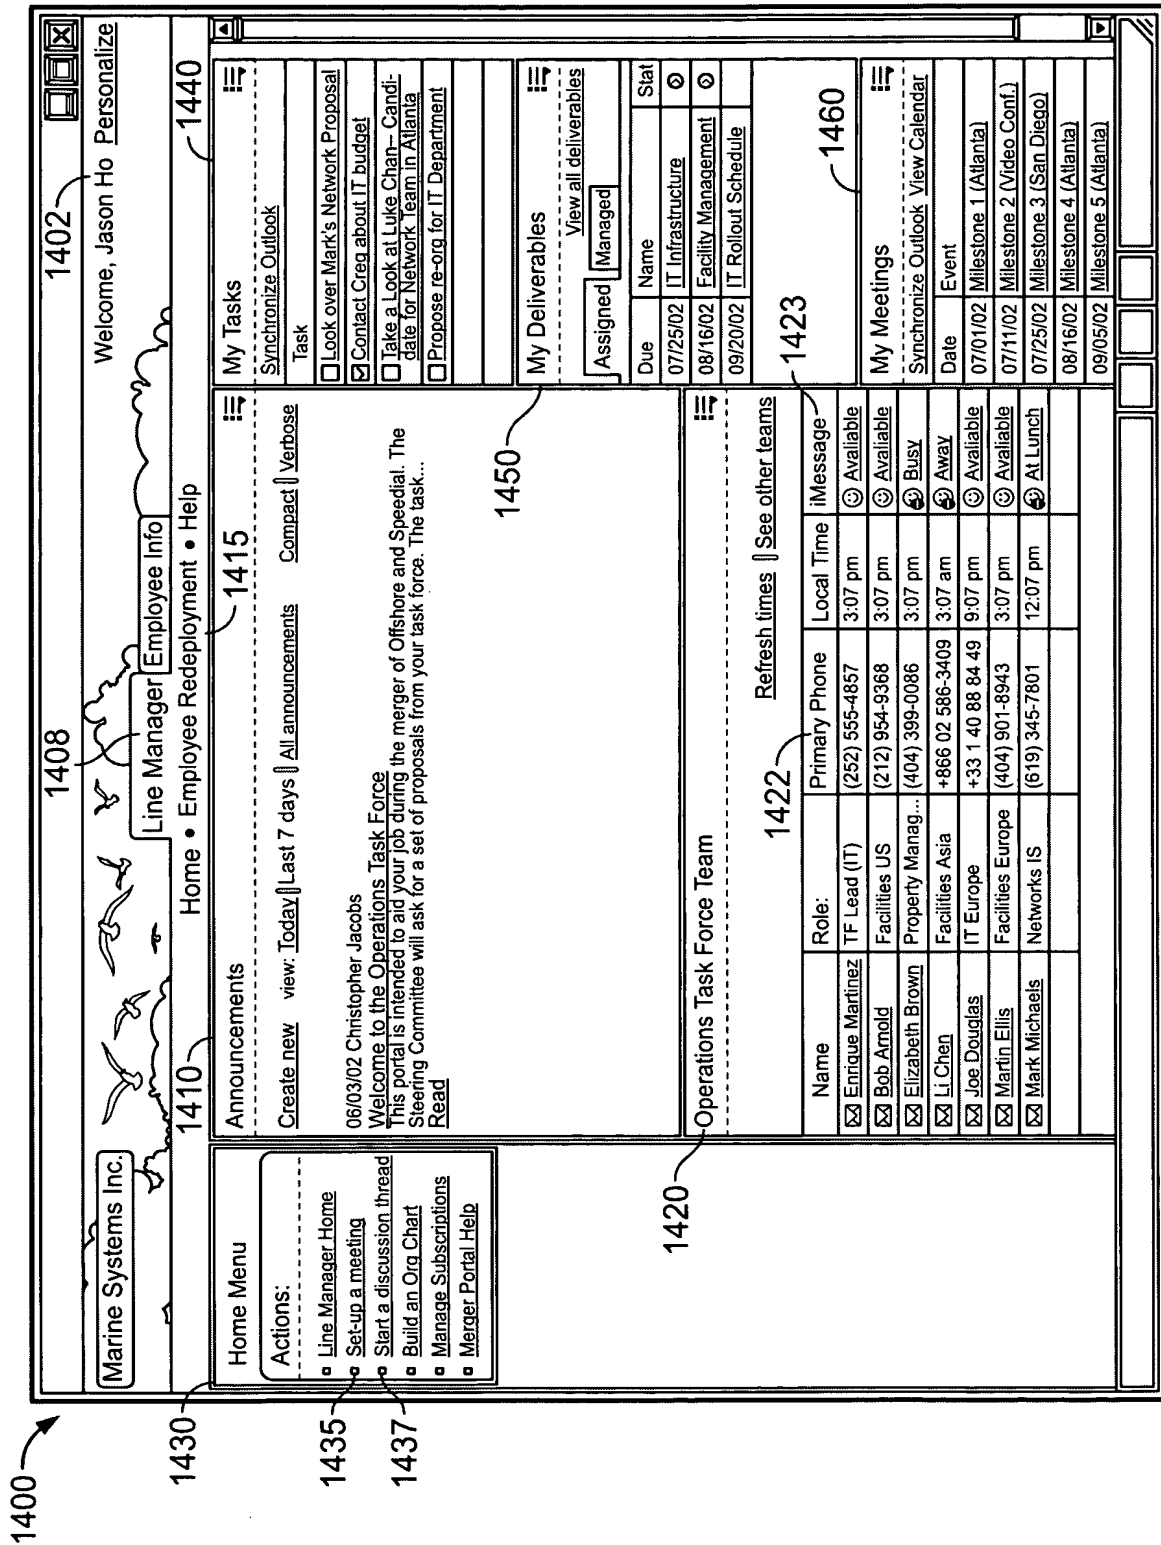 1400
1402
1408
Marine Systems Inc.
Welcome, Jason Ho Personalize
Line Manager Employee Info
Home • Employee Redeployment • Help
1410
1415
1430
1440
Home Menu
Actions:
Line Manager Home
Set-up a meeting
Start a discussion thread
Build an Org Chart
Manage Subscriptions
Merger Portal Help
1435
1437
Announcements
Create new view: Today Last 7 days All announcements Compact Verbose
06/03/02 Christopher Jacobs
Welcome to the Operations Task Force
This portal is intended to aid your job during the merger of Offshore and Speedial. The
Steering Committee will ask for a set of proposals from your task force. The task...
Read
My Tasks
Synchronize Outlook
Task
Look over Mark's Network Proposal
Contact Creg about IT budget
Take a Look at Luke Chan-- Candi-
date for Network Team in Atlanta
Propose re-org for IT Department
1450
My Deliverables
View all deliverables
Assigned Managed
Due Name Stat
07/25/02 IT Infrastructure
08/16/02 Facility Management
09/20/02 IT Rollout Schedule
1420
Operations Task Force Team
Refresh times See other teams
1422
1423
Name Role: Primary Phone Local Time iMessage
Enrique Martinez TF Lead (IT) (252) 555-4857 3:07 pm Avaliable
Bob Arnold Facilities US (212) 954-9368 3:07 pm Avaliable
Elizabeth Brown Property Manag... (404) 399-0086 3:07 pm Busy
Li Chen Facilities Asia +866 02 586-3409 3:07 am Away
Joe Douglas IT Europe +33 1 40 88 84 49 9:07 pm Avaliable
Martin Ellis Facilities Europe (404) 901-8943 3:07 pm Avaliable
Mark Michaels Networks IS (619) 345-7801 12:07 pm At Lunch
1460
My Meetings
Synchronize Outlook View Calendar
Date Event
07/01/02 Milestone 1 (Atlanta)
07/11/02 Milestone 2 (Video Conf.)
07/25/02 Milestone 3 (San Diego)
08/16/02 Milestone 4 (Atlanta)
09/05/02 Milestone 5 (Atlanta)